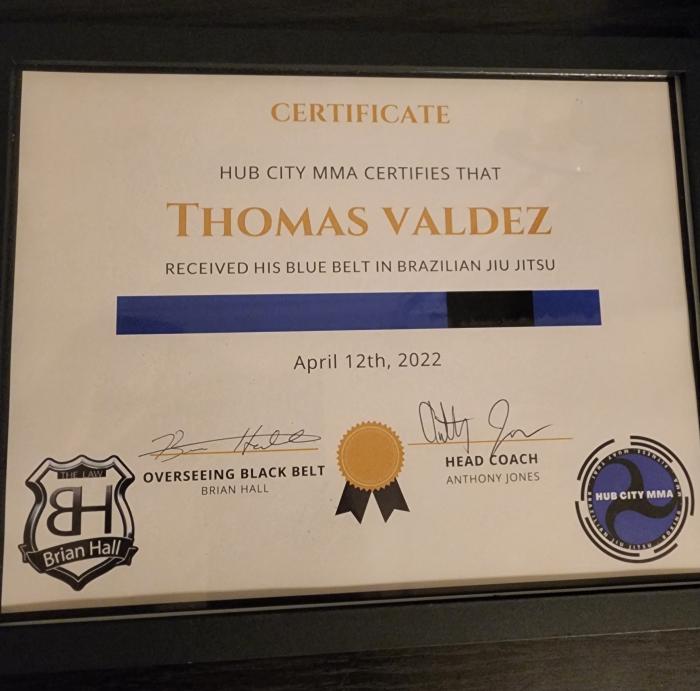 CERTIFICATE
HUB CITY MMA CERTIFIES THAT
THOMAS VALDEZ
RECEIVED HIS BLUE BELT IN BRAZILIAN JIU JITSU
April 12th, 2022
OVERSEEING BLACK BELT
BRIAN HALL
HEAD COACH
ANTHONY JONES
THE LAW
BH
Brian Hall
HUB CITY MMA